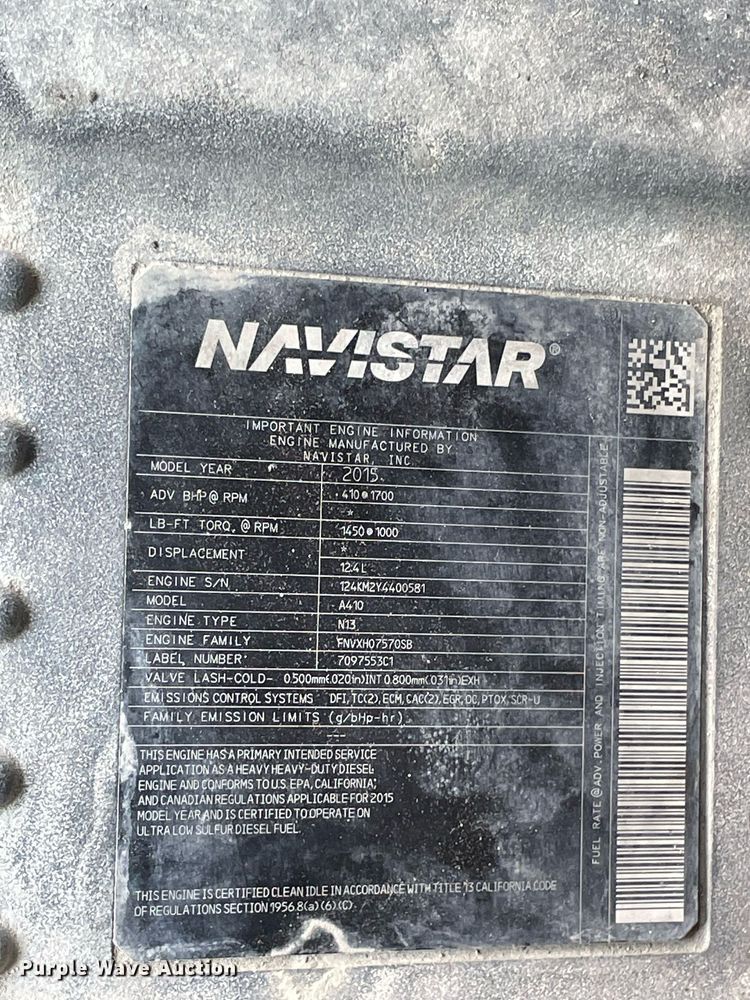 NAVISTAR®
IMPORTANT ENGINE INFORMATION
ENGINE MANUFACTURED BY
NAVISTAR, INC.
MODEL YEAR 2015
ADV BHP @ RPM 410@1700
*
LB-FT TORQ. @ RPM 1450@1000
*
DISPLACEMENT 12.4L
ENGINE S/N 124KM2Y4400581
MODEL A410
ENGINE TYPE N13
ENGINE FAMILY FNVXH07570SB
LABEL NUMBER 7097553C1
VALVE LASH-COLD- 0.500mm(.020in)INT 0.800mm(.031in)EXH
EMISSIONS CONTROL SYSTEMS DFI,TC(2),ECM,CAC(2),EGR,OC,PTOX,SCR-U
FAMILY EMISSION LIMITS (g/bHp-hr)
---
THIS ENGINE HAS A PRIMARY INTENDED SERVICE
APPLICATION AS A HEAVY HEAVY-DUTY DIESEL
ENGINE AND CONFORMS TO U.S. EPA, CALIFORNIA,
AND CANADIAN REGULATIONS APPLICABLE FOR 2015
MODEL YEAR AND IS CERTIFIED TO OPERATE ON
ULTRA LOW SULFUR DIESEL FUEL.
THIS ENGINE IS CERTIFIED CLEAN IDLE IN ACCORDANCE WITH TITLE 13 CALIFORNIA CODE
OF REGULATIONS SECTION 1956.8(a)(6)(C)
FUEL RATE @ADV. POWER AND INJECTION TIMING ARE NON-ADJUSTABLE
Purple Wave Auction